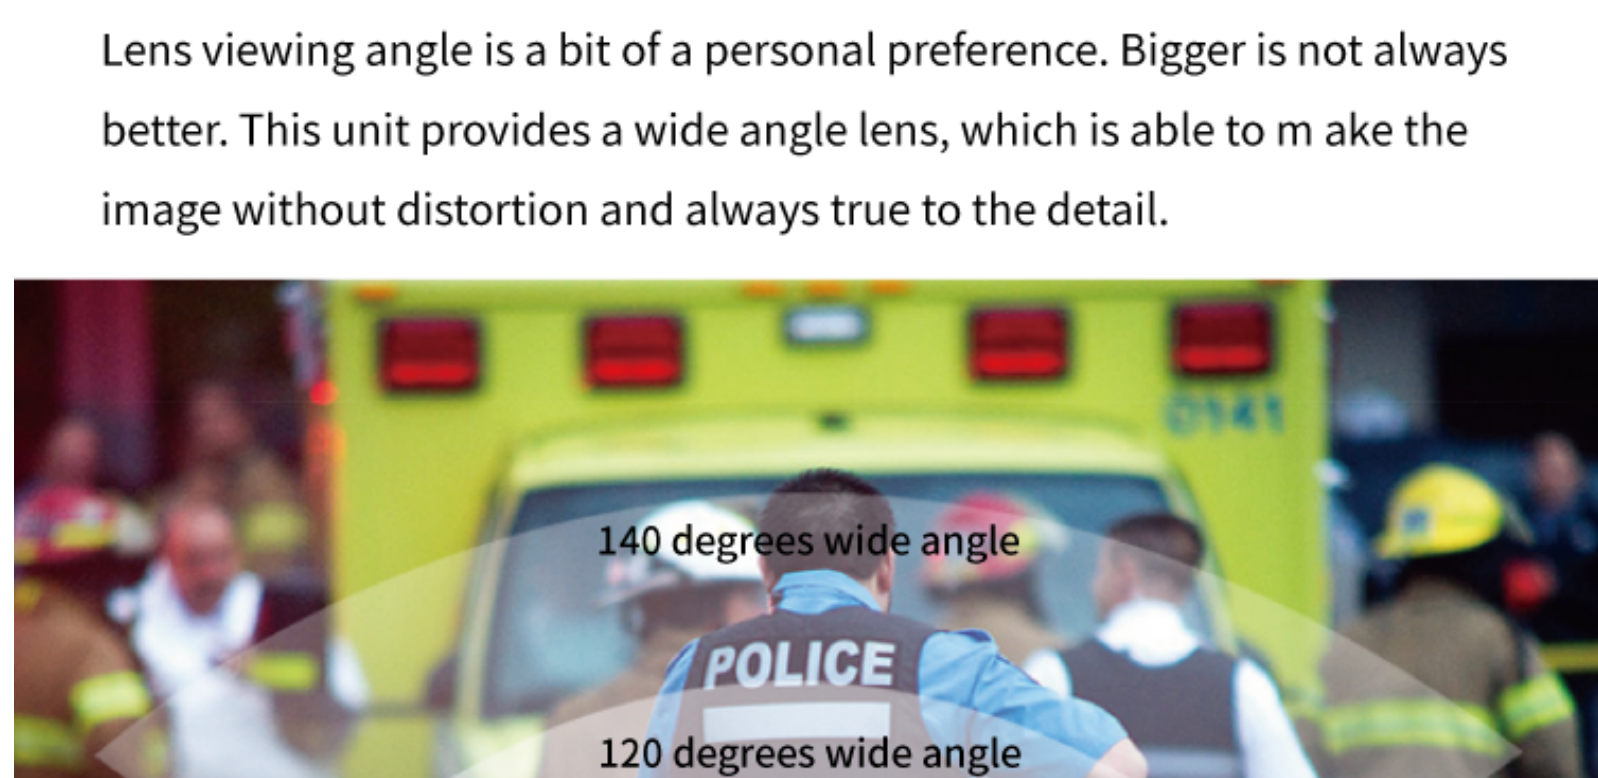 Lens viewing angle is a bit of a personal preference. Bigger is not always
better. This unit provides a wide angle lens, which is able to m ake the
image without distortion and always true to the detail.
0141
140 degrees wide angle
POLICE
120 degrees wide angle